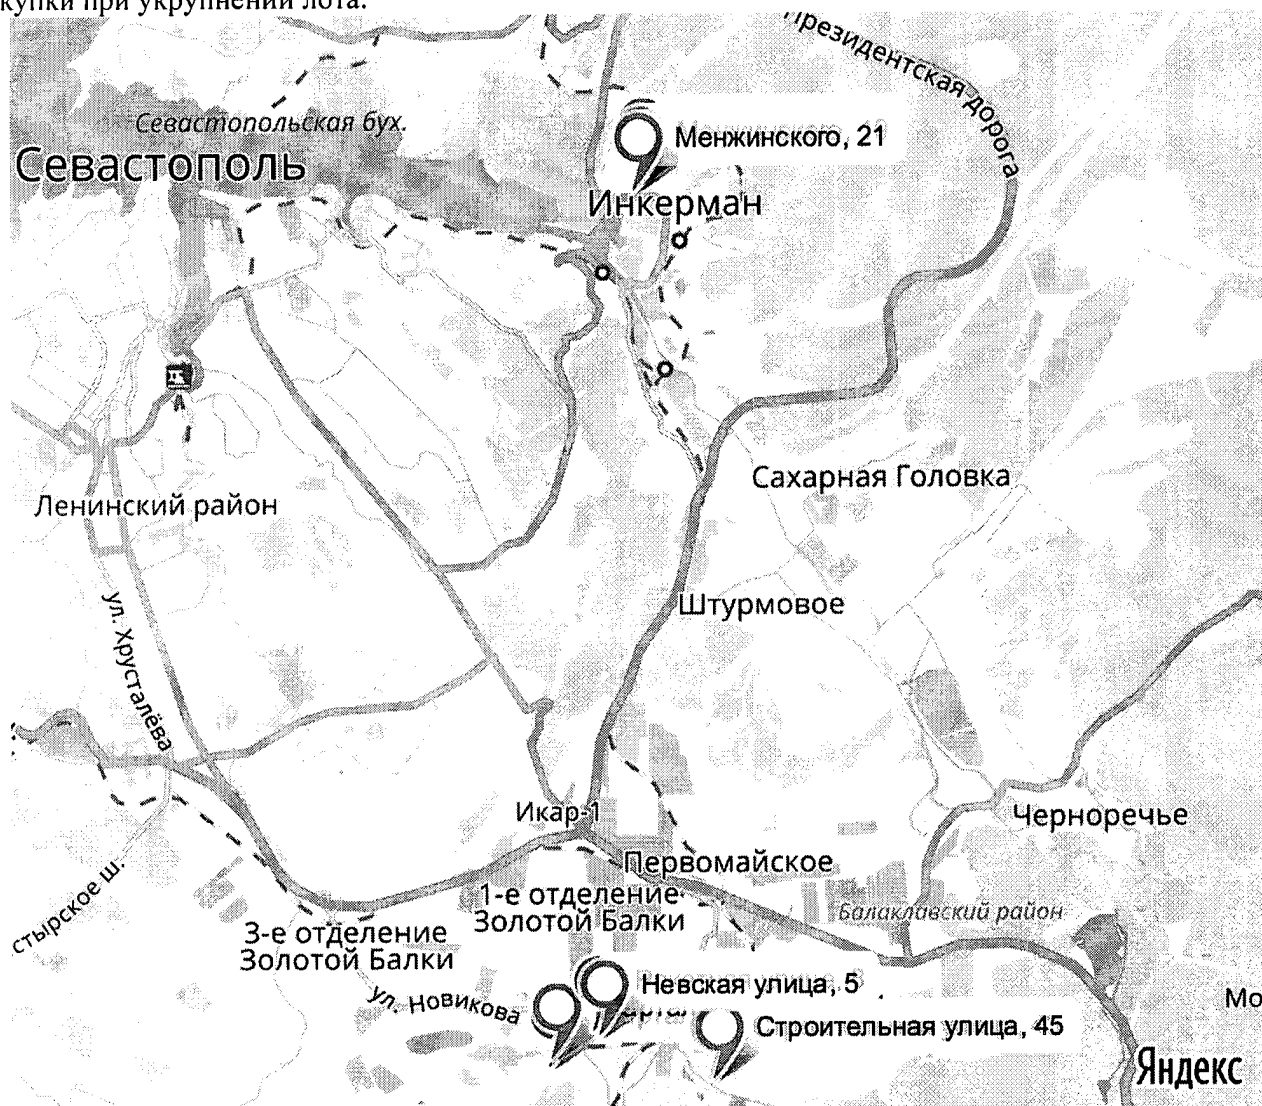 купки при укрупнении лота.
Президентская дорога
Севастопольская бух.
Менжинского, 21
Севастополь
Инкерман
Сахарная Головка
Ленинский район
Штурмовое
ул. Хрусталёва
Икар-1
Черноречье
Первомайское
1-е отделение
Золотой Балки
Балаклавский район
стырское ш.
3-е отделение
Золотой Балки
Невская улица, 5
ул. Новикова
Мо
Строительная улица, 45
Яндекс